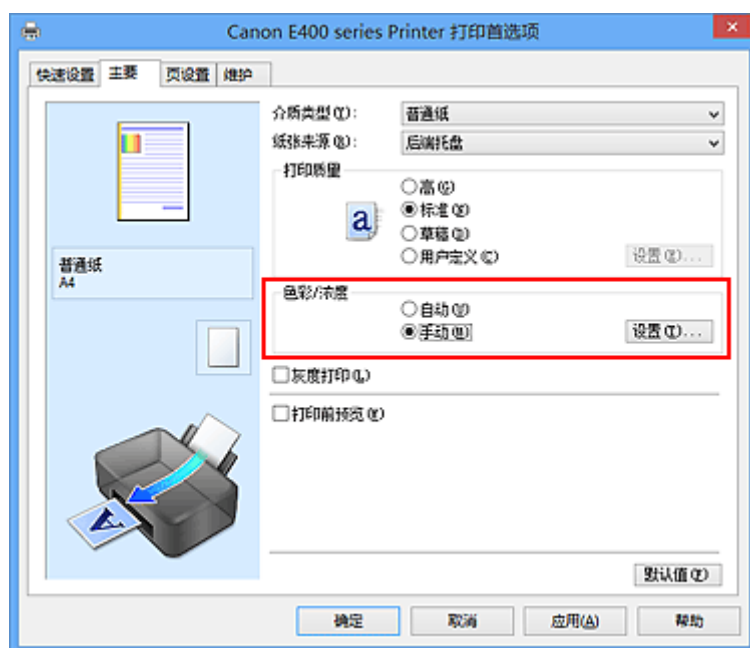 Canon E400 series Printer 打印首选项
快速设置 主要 页设置 维护
介质类型(Y): 普通纸
纸张来源(R): 后端托盘
打印质量
高(G)
a 标准(X)
草稿(Q)
用户定义(C) 设置(Z)...
普通纸
A4
色彩/浓度
自动(V)
手动(W) 设置(T)...
灰度打印(L)
打印前预览(K)
A
默认值(F)
确定 取消 应用(A) 帮助